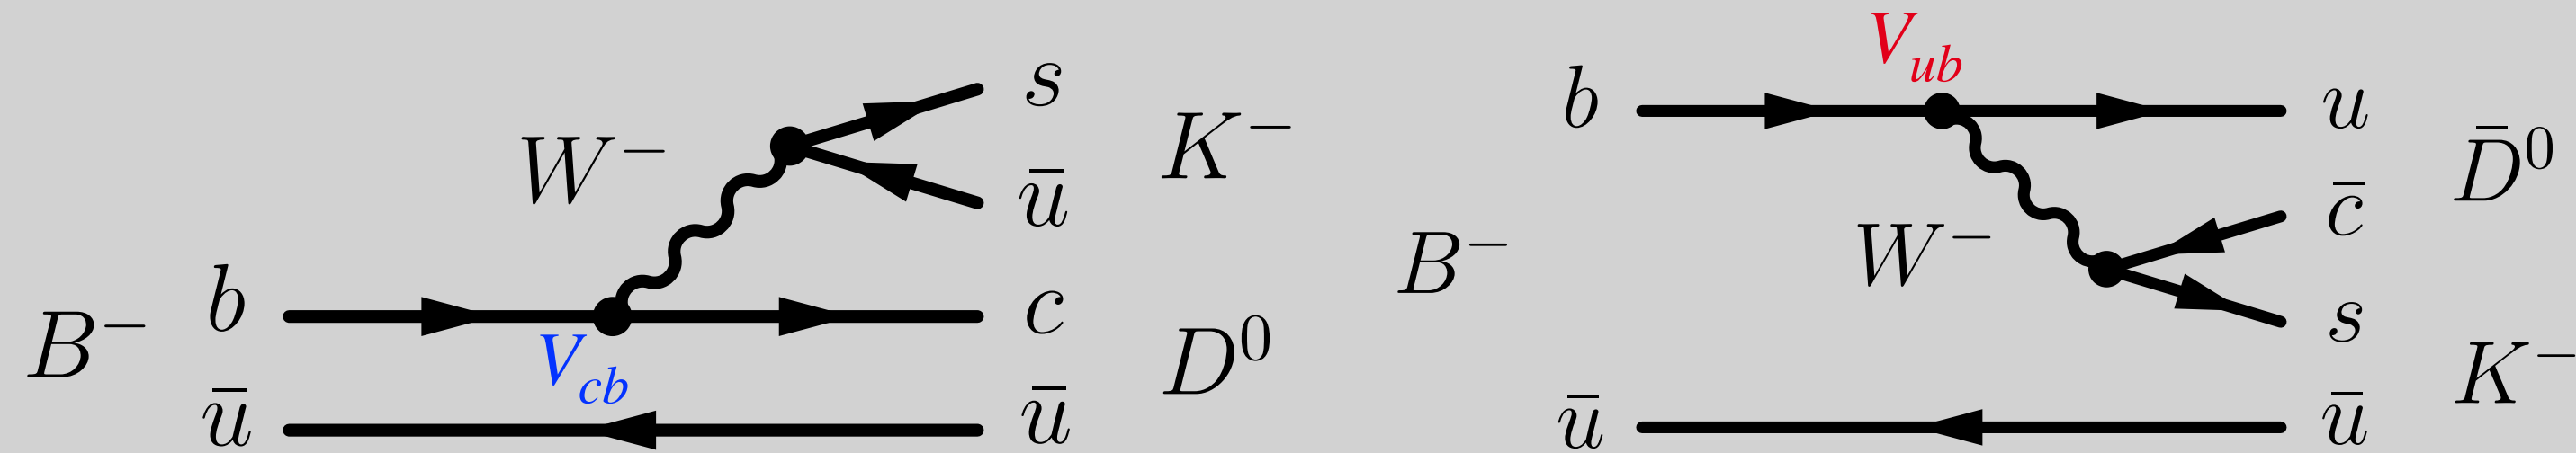 B⁻
b
ū
W⁻
V_cb
s
ū
K⁻
c
ū
D⁰
B⁻
b
ū
V_ub
W⁻
u
c̄
D̄⁰
s
ū
K⁻